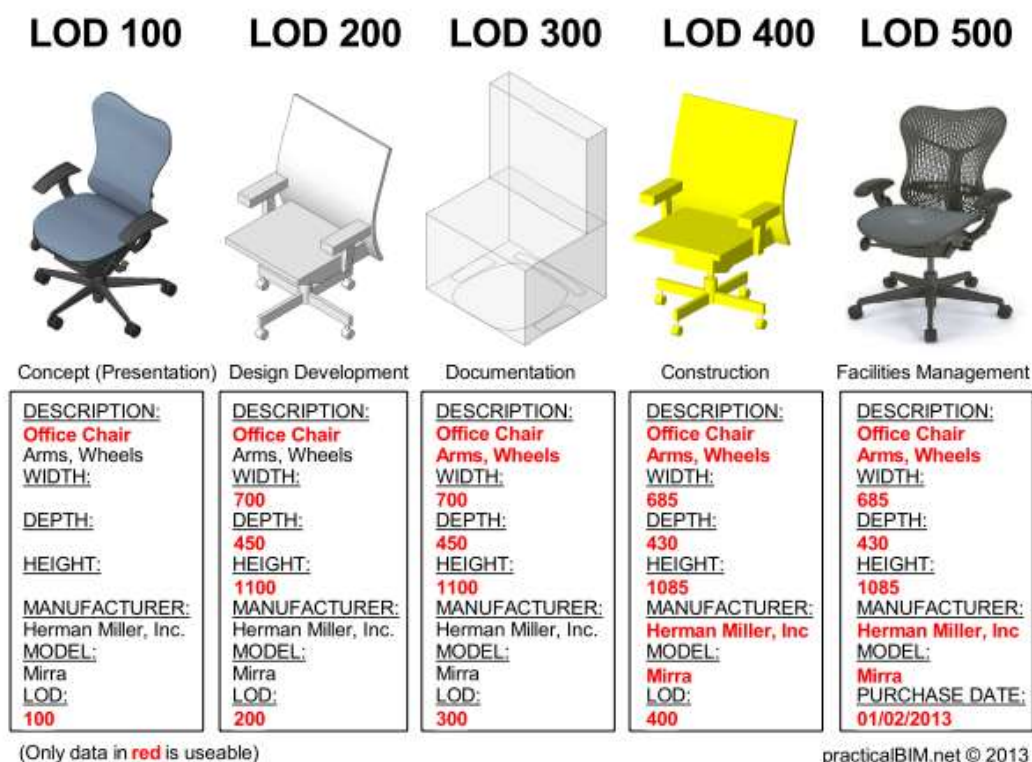 LOD 100 LOD 200 LOD 300 LOD 400 LOD 500
Concept (Presentation) Design Development Documentation Construction Facilities Management
DESCRIPTION:
Office Chair
Arms, Wheels
WIDTH:
DEPTH:
HEIGHT:
MANUFACTURER:
Herman Miller, Inc.
MODEL:
Mirra
LOD:
100
DESCRIPTION:
Office Chair
Arms, Wheels
WIDTH:
700
DEPTH:
450
HEIGHT:
1100
MANUFACTURER:
Herman Miller, Inc.
MODEL:
Mirra
LOD:
200
DESCRIPTION:
Office Chair
Arms, Wheels
WIDTH:
700
DEPTH:
450
HEIGHT:
1100
MANUFACTURER:
Herman Miller, Inc.
MODEL:
Mirra
LOD:
300
DESCRIPTION:
Office Chair
Arms, Wheels
WIDTH:
685
DEPTH:
430
HEIGHT:
1085
MANUFACTURER:
Herman Miller, Inc
MODEL:
Mirra
LOD:
400
DESCRIPTION:
Office Chair
Arms, Wheels
WIDTH:
685
DEPTH:
430
HEIGHT:
1085
MANUFACTURER:
Herman Miller, Inc
MODEL:
Mirra
PURCHASE DATE:
01/02/2013
(Only data in red is useable)
practicalBIM.net © 2013